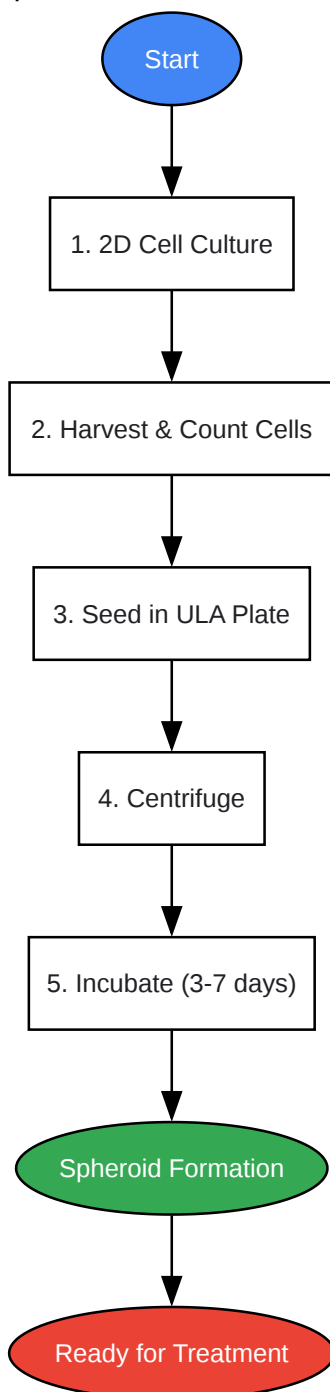 Start
1. 2D Cell Culture
2. Harvest & Count Cells
3. Seed in ULA Plate
4. Centrifuge
5. Incubate (3-7 days)
Spheroid Formation
Ready for Treatment